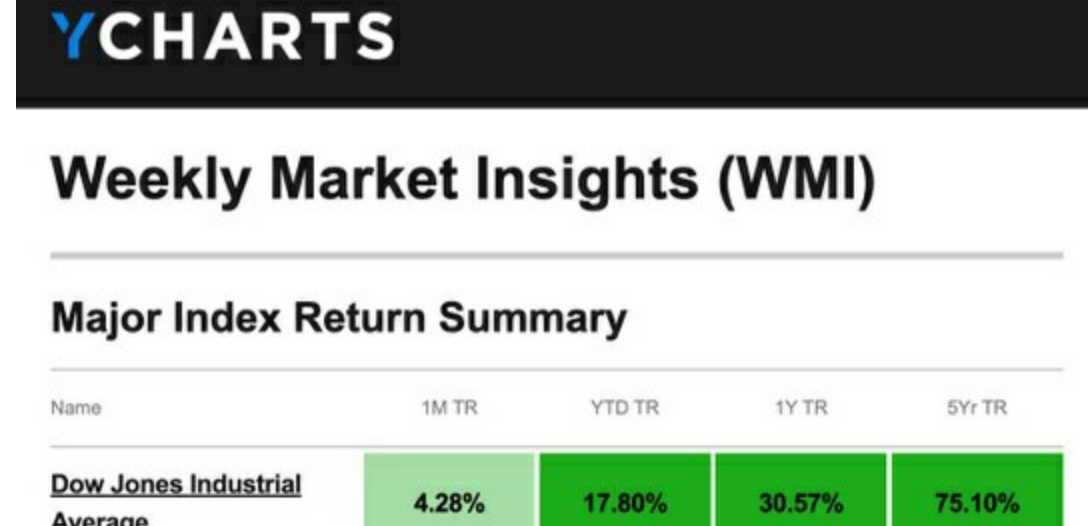 YCHARTS
Weekly Market Insights (WMI)
Major Index Return Summary
Name 1M TR YTD TR 1Y TR 5Yr TR
Dow Jones Industrial
Average 4.28% 17.80% 30.57% 75.10%